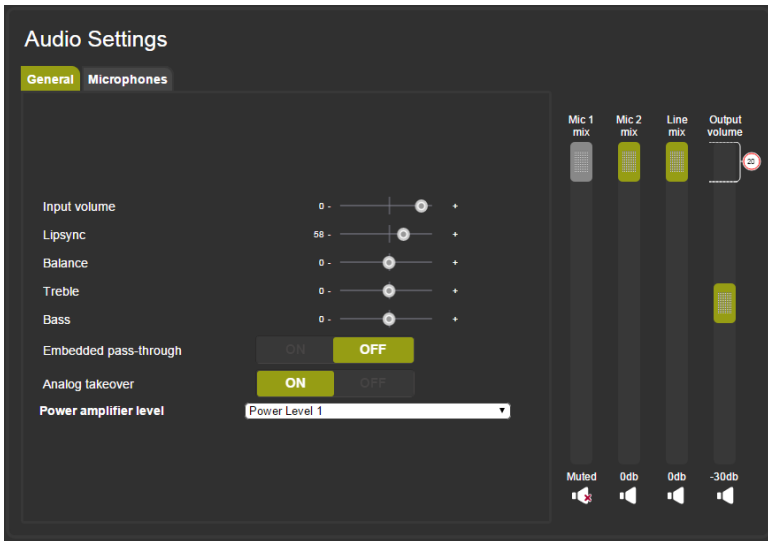 Audio Settings
General Microphones
Input volume 0 - +
Lipsync 58 - +
Balance 0 - +
Treble 0 - +
Bass 0 - +
Embedded pass-through ON OFF
Analog takeover ON OFF
Power amplifier level Power Level 1
Mic 1 mix
Mic 2 mix
Line mix
Output volume
20
Muted 0db 0db -30db